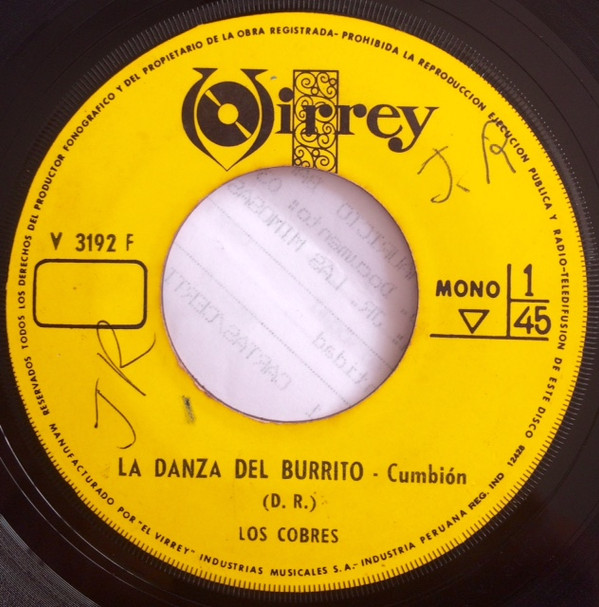 RESERVADOS TODOS LOS DERECHOS DEL PRODUCTOR FONOGRAFICO Y DEL PROPIETARIO DE LA OBRA REGISTRADA- PROHIBIDA LA REPRODUCCION EJECUCION PUBLICA Y RADIO-TELEDIFUSION DE ESTE DISCO
Virrey
J. R
V 3192 F
MONO 1
45
JR
LA DANZA DEL BURRITO - Cumbión
(D. R.)
LOS COBRES
MANUFACTURADO POR "EL VIRREY" INDUSTRIAS MUSICALES S.A.- INDUSTRIA PERUANA REG. IND 12428